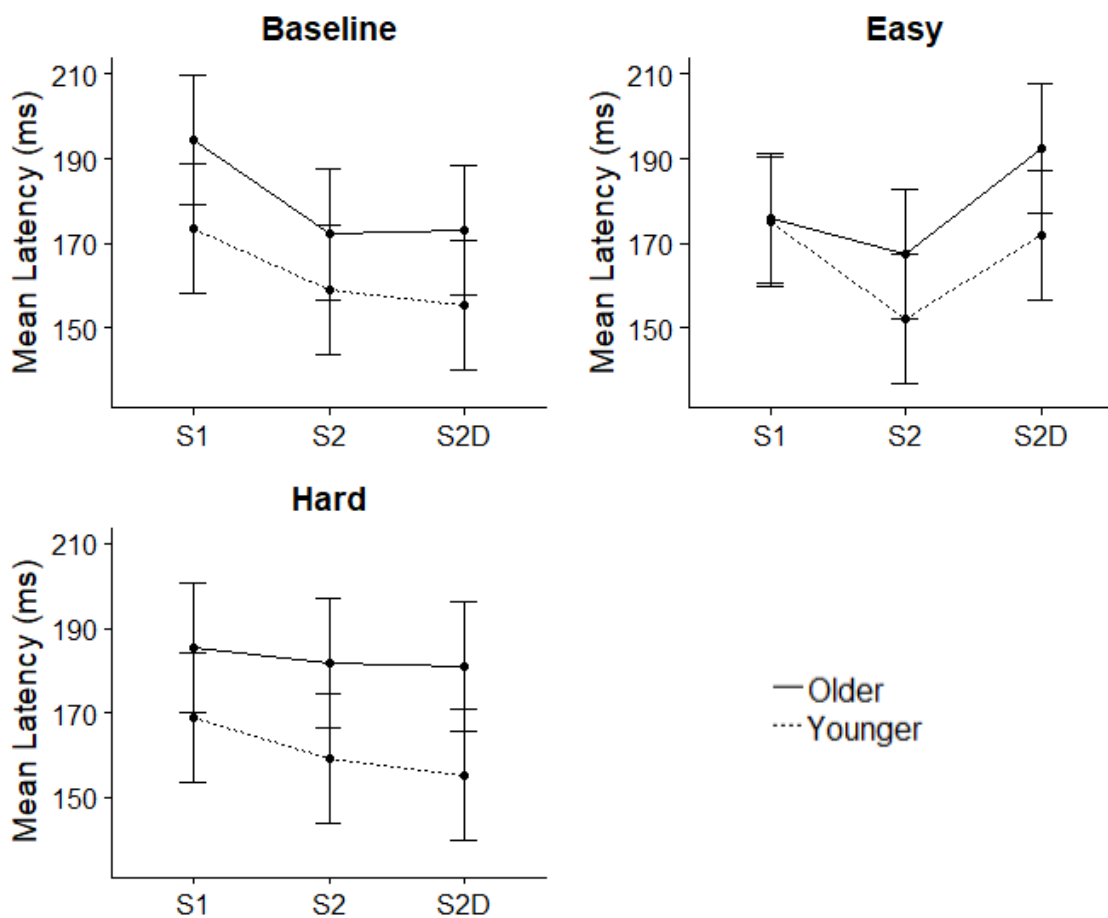 Baseline
Mean Latency (ms)
210
190
170
150
S1 S2 S2D
Easy
Mean Latency (ms)
210
190
170
150
S1 S2 S2D
Hard
Mean Latency (ms)
210
190
170
150
S1 S2 S2D
Older
Younger